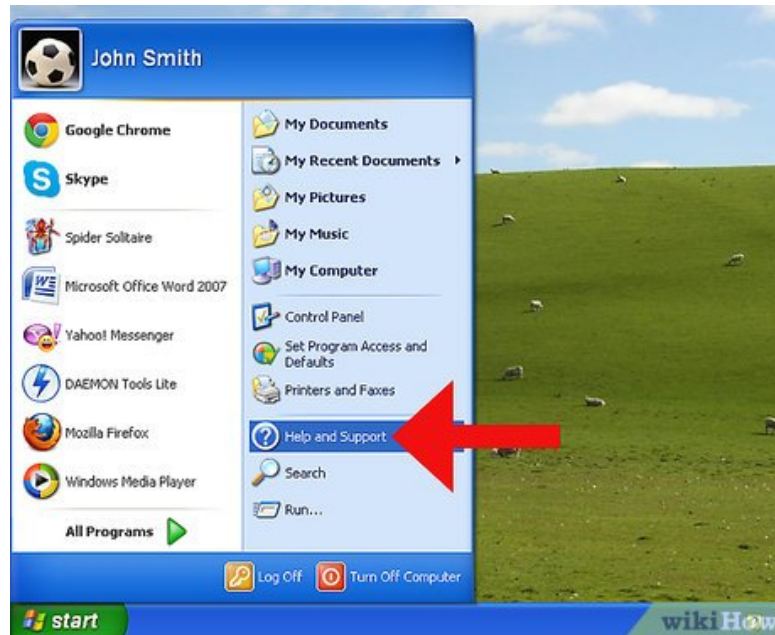 John Smith
Google Chrome
Skype
Spider Solitaire
Microsoft Office Word 2007
Yahoo! Messenger
DAEMON Tools Lite
Mozilla Firefox
Windows Media Player
All Programs
My Documents
My Recent Documents
My Pictures
My Music
My Computer
Control Panel
Set Program Access and
Defaults
Printers and Faxes
Help and Support
Search
Run...
Log Off
Turn Off Computer
start
wikiHow